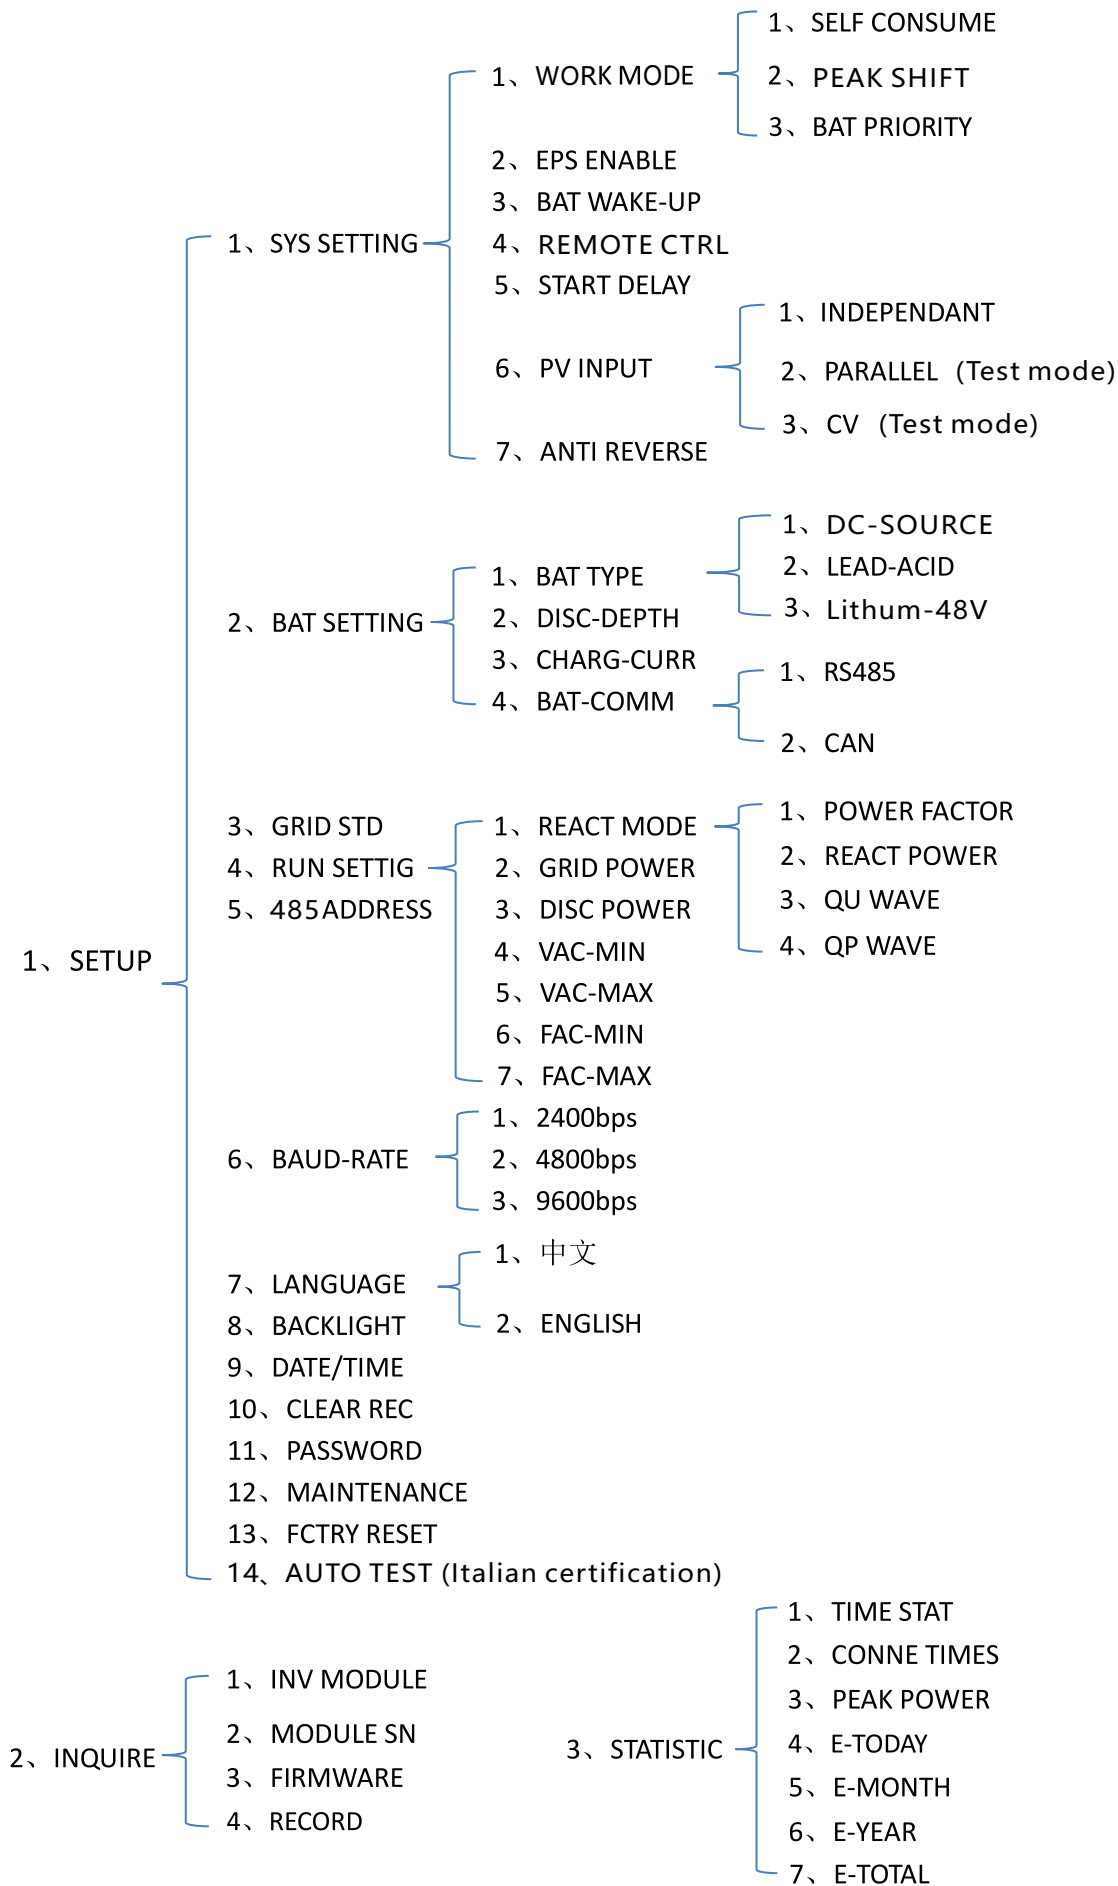 1、SETUP
1、SYS SETTING
1、WORK MODE
1、SELF CONSUME
2、PEAK SHIFT
3、BAT PRIORITY
2、EPS ENABLE
3、BAT WAKE-UP
4、REMOTE CTRL
5、START DELAY
6、PV INPUT
1、INDEPENDANT
2、PARALLEL (Test mode)
3、CV (Test mode)
7、ANTI REVERSE
2、BAT SETTING
1、BAT TYPE
1、DC-SOURCE
2、LEAD-ACID
3、Lithum-48V
2、DISC-DEPTH
3、CHARG-CURR
4、BAT-COMM
1、RS485
2、CAN
3、GRID STD
4、RUN SETTIG
1、REACT MODE
1、POWER FACTOR
2、REACT POWER
3、QU WAVE
4、QP WAVE
2、GRID POWER
3、DISC POWER
4、VAC-MIN
5、VAC-MAX
6、FAC-MIN
7、FAC-MAX
5、485 ADDRESS
6、BAUD-RATE
1、2400bps
2、4800bps
3、9600bps
7、LANGUAGE
1、中文
2、ENGLISH
8、BACKLIGHT
9、DATE/TIME
10、CLEAR REC
11、PASSWORD
12、MAINTENANCE
13、FCTRY RESET
14、AUTO TEST (Italian certification)
2、INQUIRE
1、INV MODULE
2、MODULE SN
3、FIRMWARE
4、RECORD
3、STATISTIC
1、TIME STAT
2、CONNE TIMES
3、PEAK POWER
4、E-TODAY
5、E-MONTH
6、E-YEAR
7、E-TOTAL